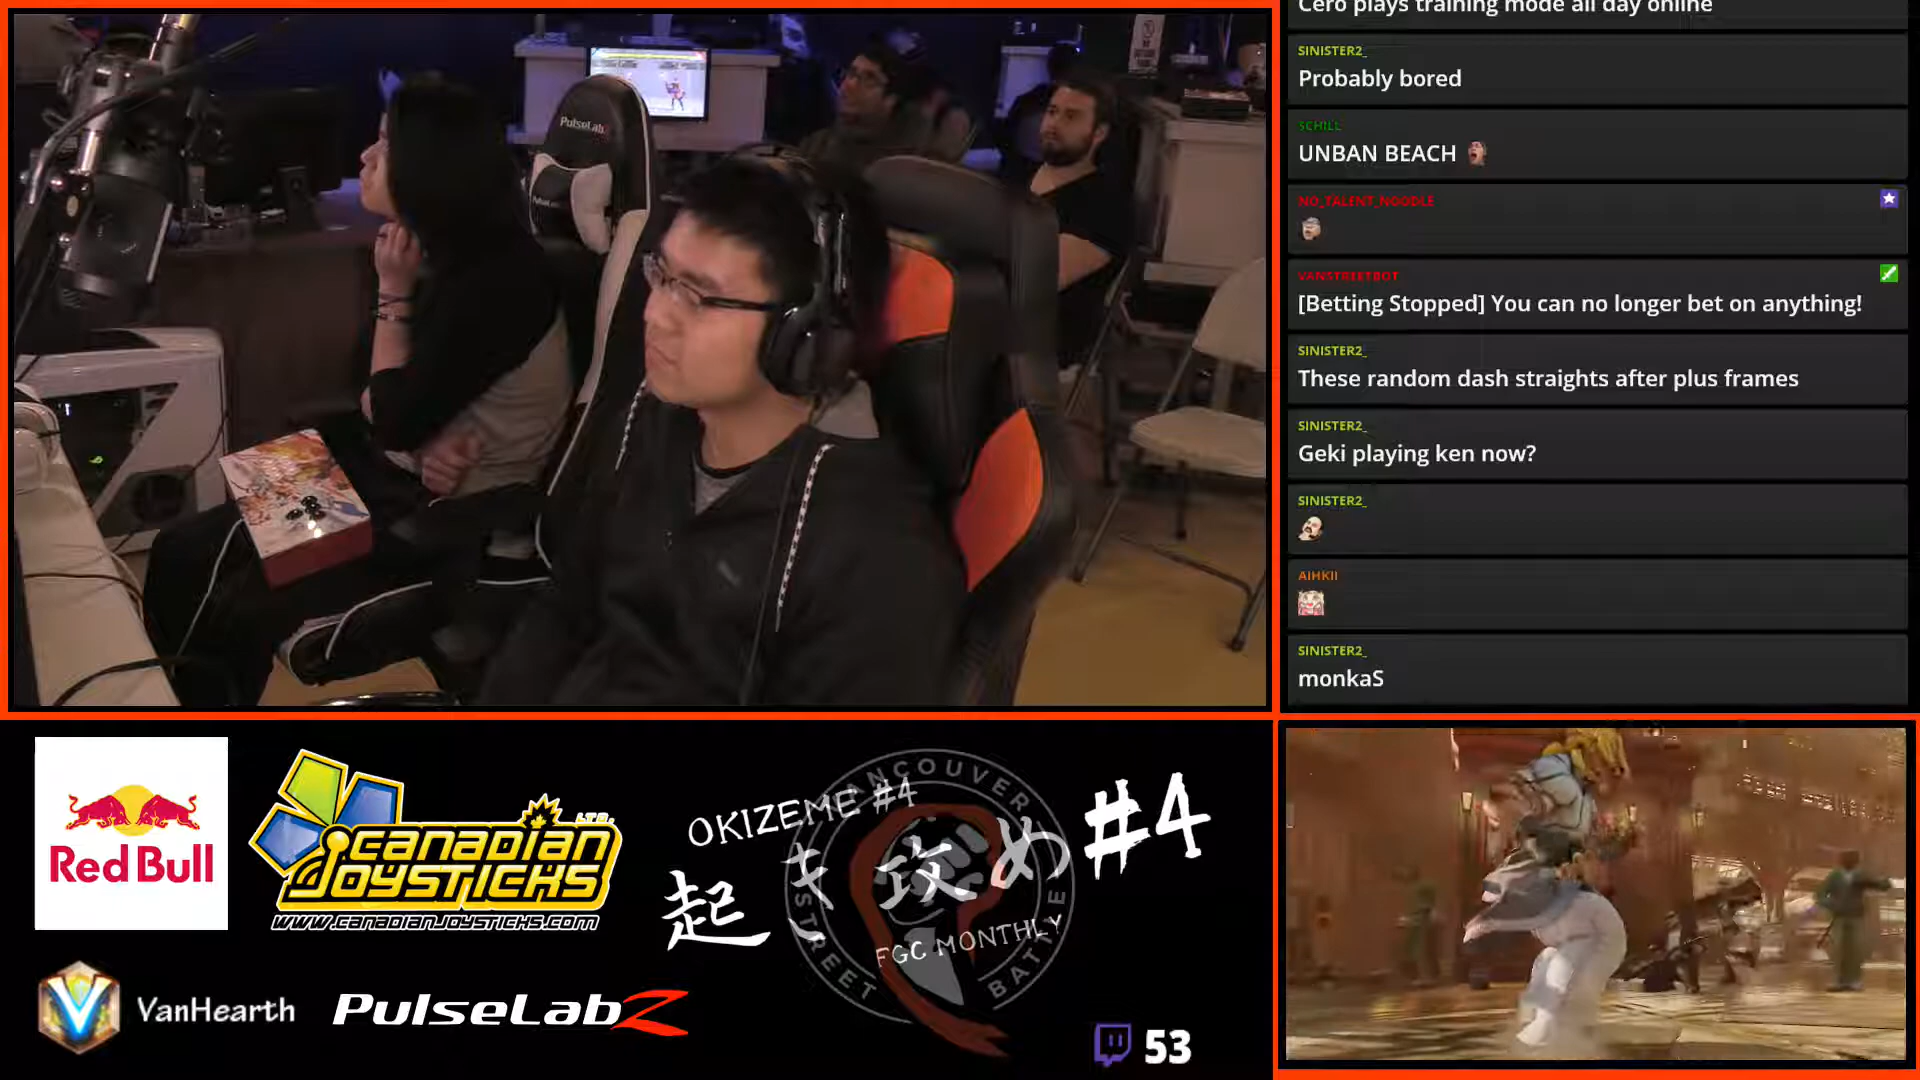 PulseLabZ
Cero plays training mode all day online
SINISTER2_
Probably bored
SCHILL
UNBAN BEACH
NO_TALENT_NOODLE
VANSTREETBOT
[Betting Stopped] You can no longer bet on anything!
SINISTER2_
These random dash straights after plus frames
SINISTER2_
Geki playing ken now?
SINISTER2_
AIHKII
SINISTER2_
monkaS
Red Bull
canadian
Joysticks LTD.
www.canadianjoysticks.com
VanHearth
PulseLabZ
OKIZEME #4
起き攻め#4
FGC MONTHLY
VANCOUVER
STREET BATTLE
53